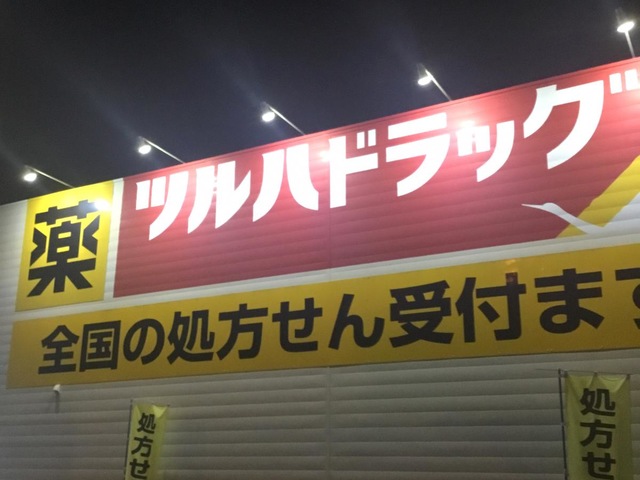 薬
ツルハドラッグ
全国の処方せん受付ます
処方せ
処方せ